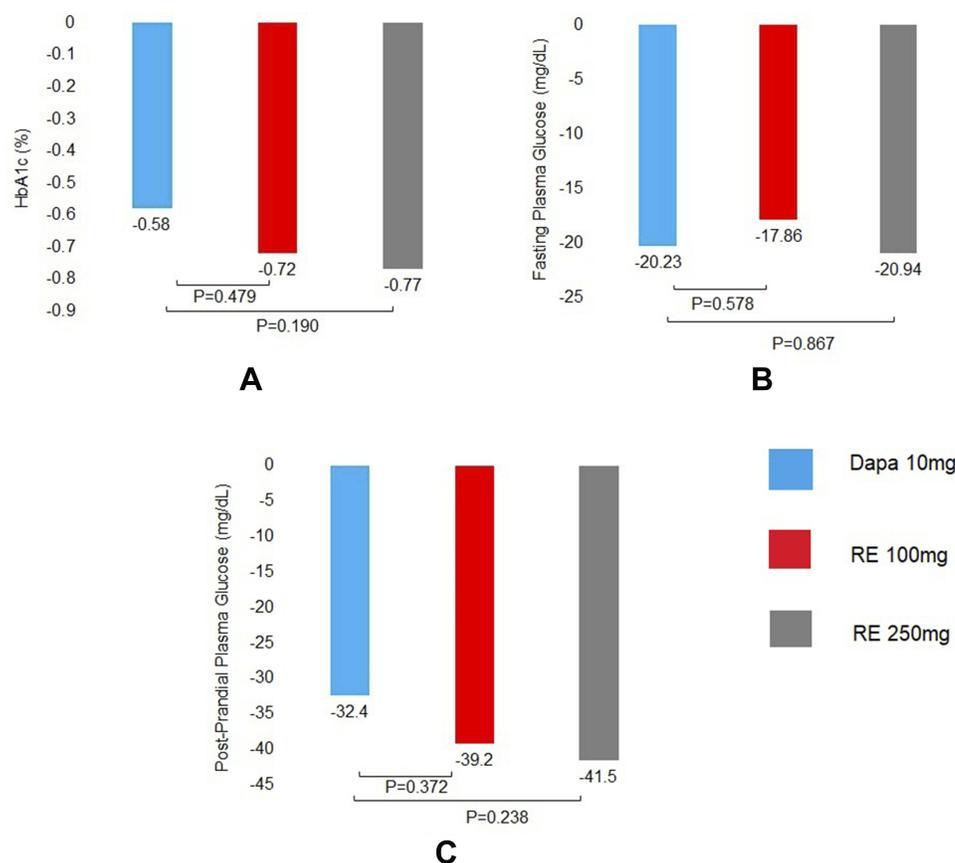 HbA1c (%)
0
-0.1
-0.2
-0.3
-0.4
-0.5
-0.6
-0.7
-0.8
-0.9
-0.58
-0.72
-0.77
P=0.479
P=0.190
A
Fasting Plasma Glucose (mg/dL)
0
-5
-10
-15
-20
-25
-20.23
-17.86
-20.94
P=0.578
P=0.867
B
Post-Prandial Plasma Glucose (mg/dL)
0
-5
-10
-15
-20
-25
-30
-35
-40
-45
-32.4
-39.2
-41.5
P=0.372
P=0.238
C
Dapa 10mg
RE 100mg
RE 250mg